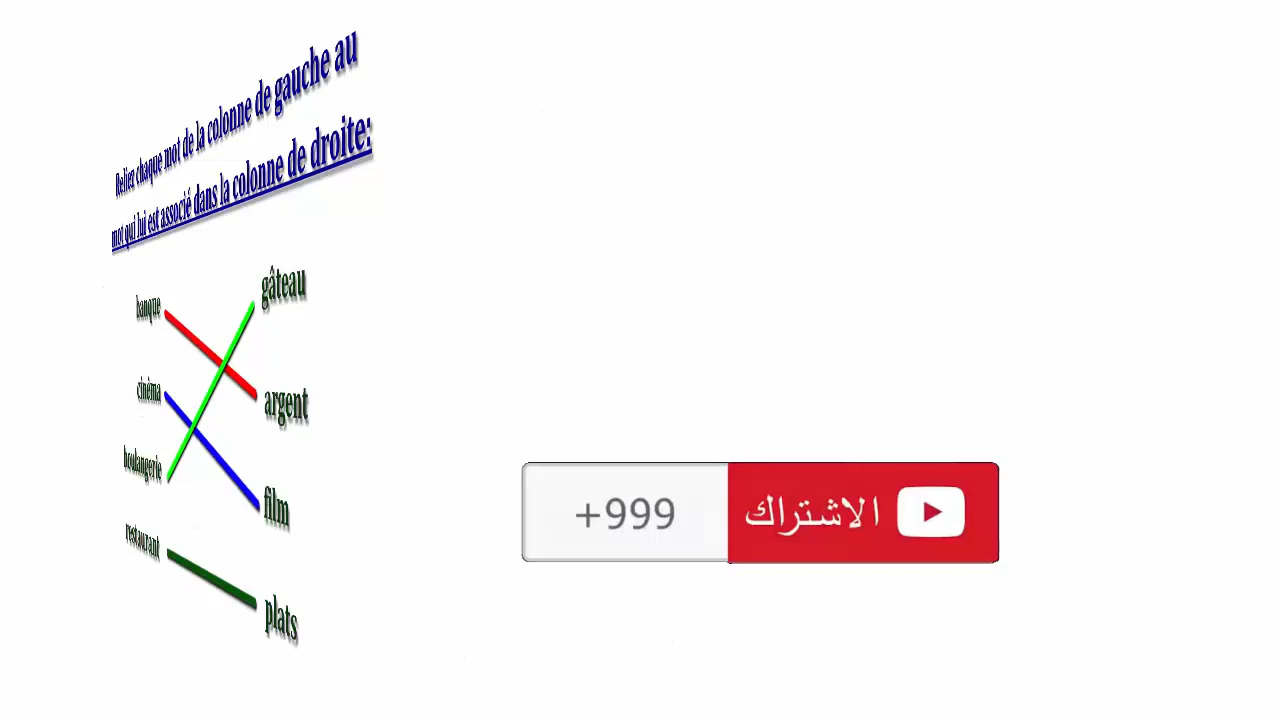 Reliez chaque mot de la colonne de gauche au
mot qui lui est associé dans la colonne de droite:
banque
gâteau
cinéma
argent
boulangerie
film
restaurant
plats
+999
الاشتراك